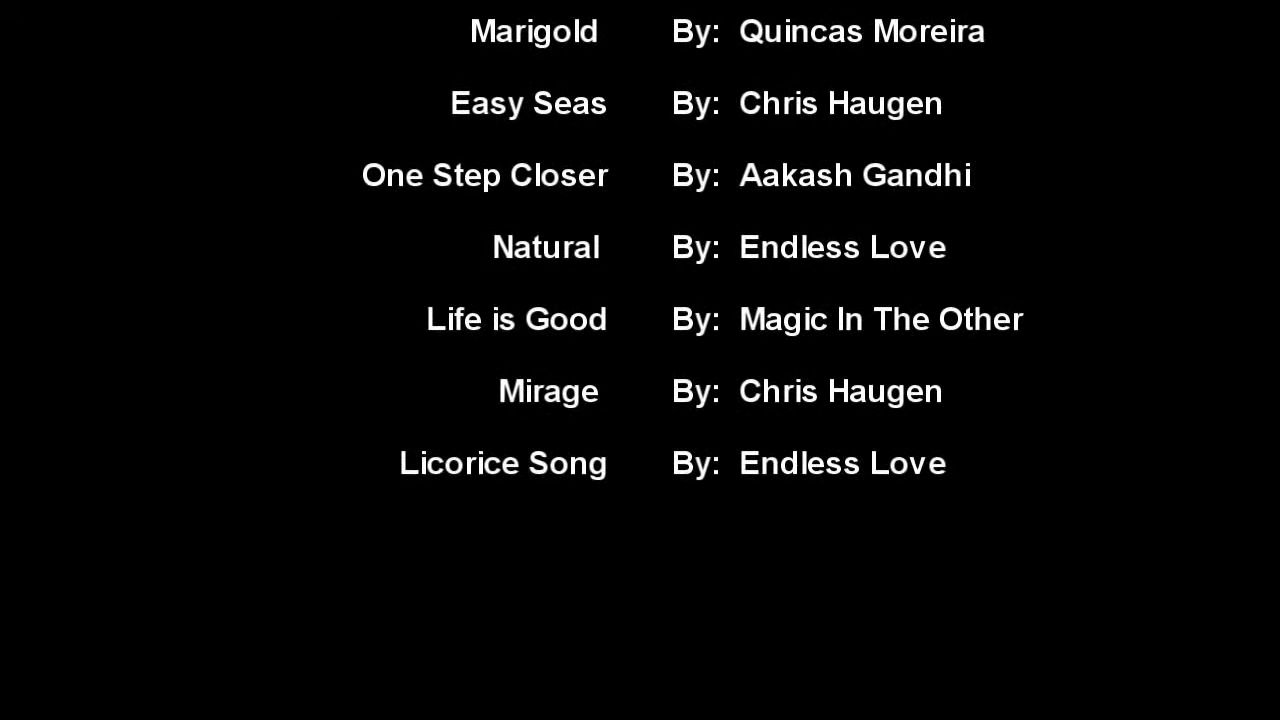 Marigold By: Quincas Moreira
Easy Seas By: Chris Haugen
One Step Closer By: Aakash Gandhi
Natural By: Endless Love
Life is Good By: Magic In The Other
Mirage By: Chris Haugen
Licorice Song By: Endless Love